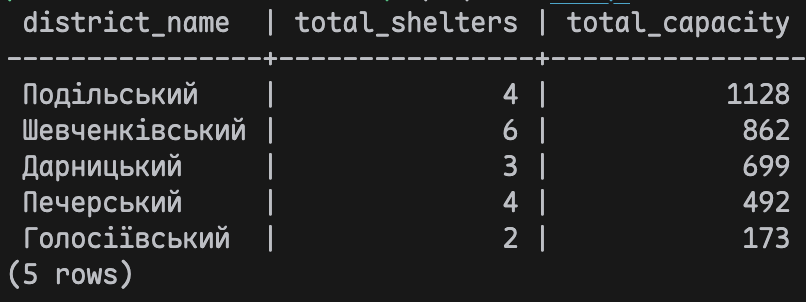 district_name | total_shelters | total_capacity
---------------+----------------+----------------
Подільський | 4 | 1128
Шевченківський | 6 | 862
Дарницький | 3 | 699
Печерський | 4 | 492
Голосіївський | 2 | 173
(5 rows)